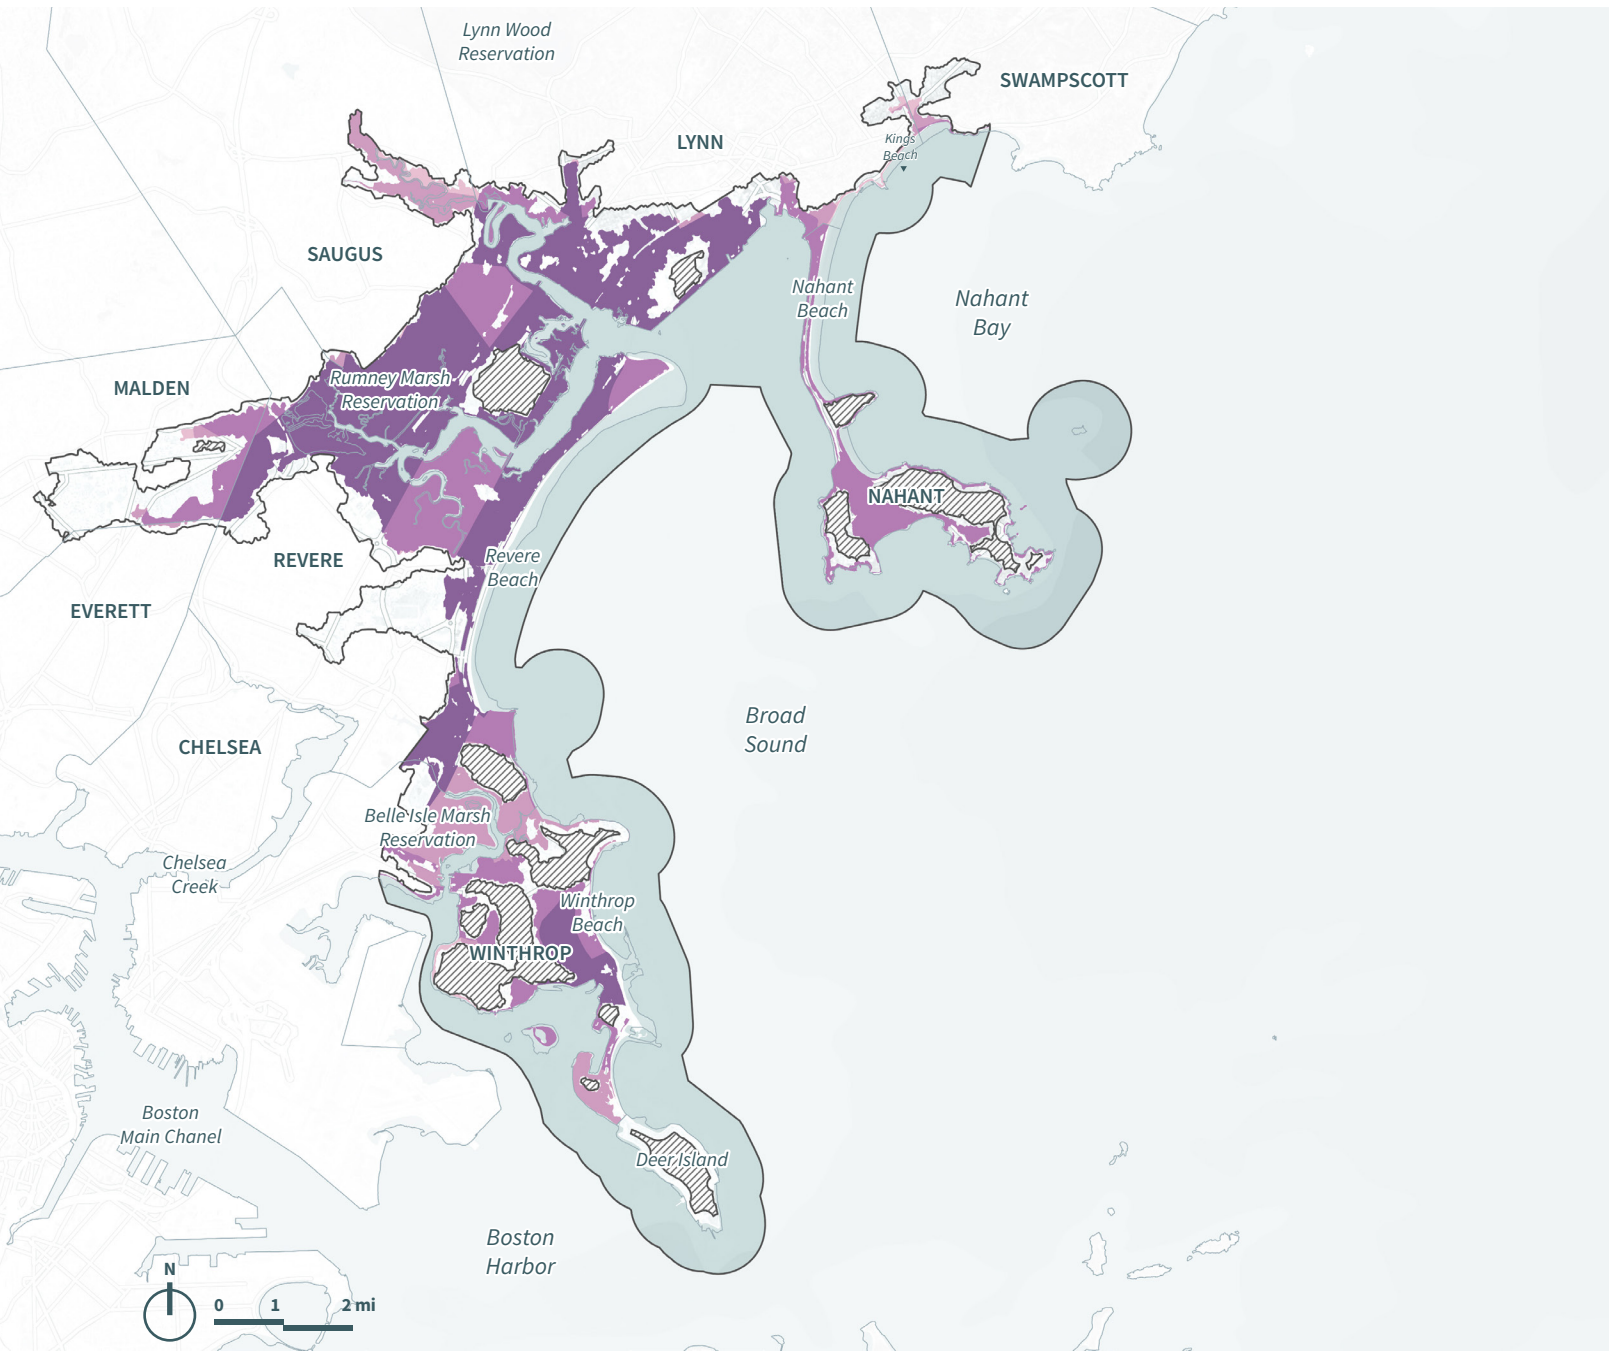 Lynn Wood
Reservation
SWAMPSCOTT
LYNN
Kings
Beach
SAUGUS
Nahant
Beach
Nahant
Bay
MALDEN
Rumney Marsh
Reservation
NAHANT
REVERE
Revere
Beach
EVERETT
Broad
Sound
CHELSEA
Belle Isle Marsh
Reservation
Chelsea
Creek
Winthrop
Beach
WINTHROP
Boston
Main Chanel
Deer Island
Boston
Harbor
N
0 1 2 mi